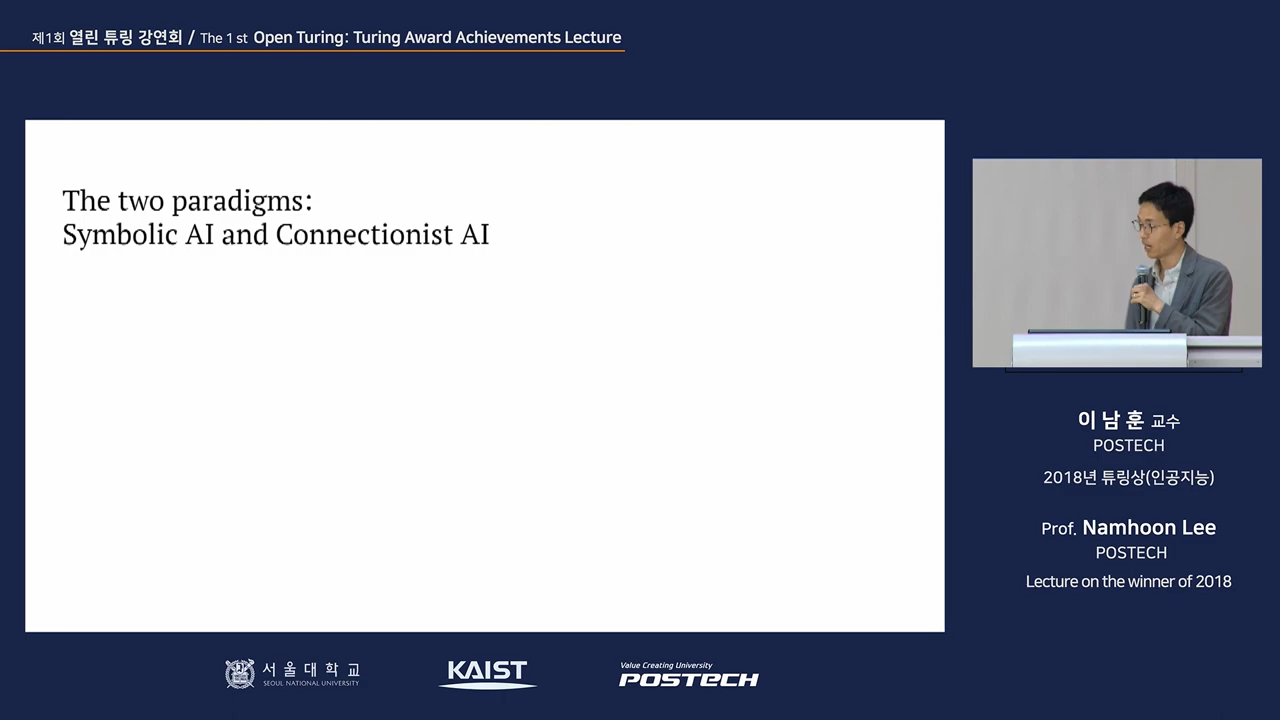 제1회 열린 튜링 강연회 / The 1 st Open Turing: Turing Award Achievements Lecture
The two paradigms:
Symbolic AI and Connectionist AI
이 남 훈 교수
POSTECH
2018년 튜링상(인공지능)
Prof. Namhoon Lee
POSTECH
Lecture on the winner of 2018
서울대학교
SEOUL NATIONAL UNIVERSITY
KAIST
Value Creating University
POSTECH